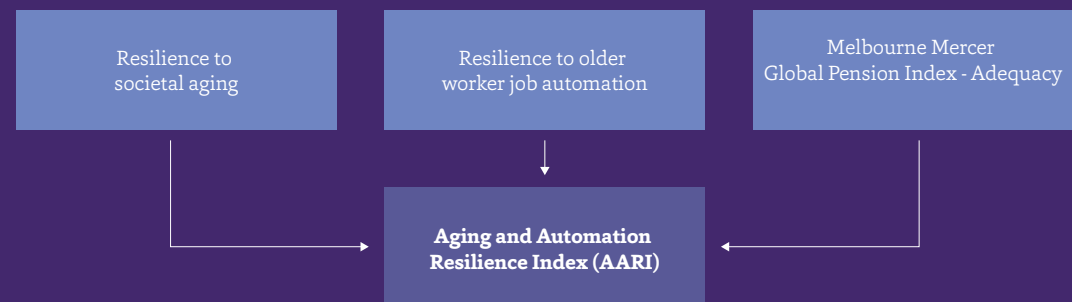 Resilience to
societal aging
Resilience to older
worker job automation
Melbourne Mercer
Global Pension Index - Adequacy
Aging and Automation
Resilience Index (AARI)